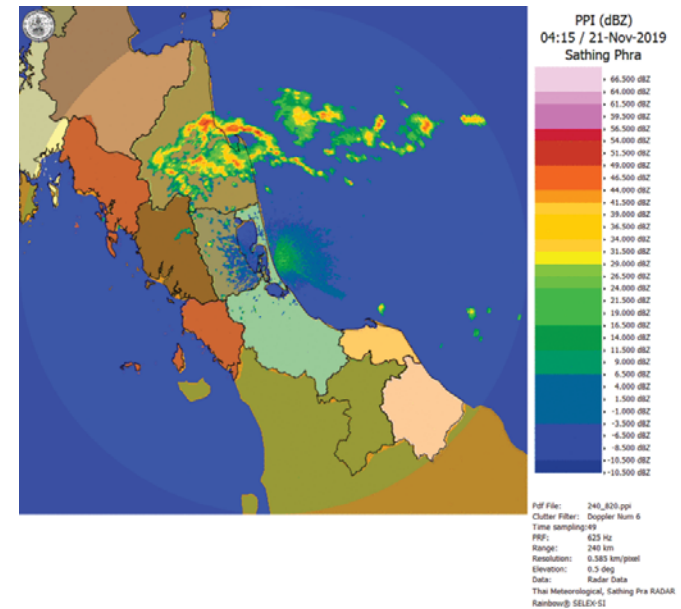 PPI (dBZ)
04:15 / 21-Nov-2019
Sathing Phra
66.500 dBZ
64.000 dBZ
61.500 dBZ
59.300 dBZ
56.500 dBZ
54.000 dBZ
51.500 dBZ
49.000 dBZ
46.500 dBZ
44.000 dBZ
41.500 dBZ
39.000 dBZ
36.500 dBZ
34.000 dBZ
31.500 dBZ
29.000 dBZ
26.500 dBZ
24.000 dBZ
21.500 dBZ
19.000 dBZ
16.500 dBZ
14.000 dBZ
11.500 dBZ
9.000 dBZ
6.500 dBZ
4.000 dBZ
1.500 dBZ
-1.000 dBZ
-3.500 dBZ
-6.500 dBZ
-8.500 dBZ
-10.500 dBZ
-10.500 dBZ
Pdf File: 240_820.ppi
Clutter Filter: Doppler Num 6
Time sampling:49
PRF: 625 Hz
Range: 240 km
Resolution: 0.585 km/pixel
Elevation: 0.5 deg
Data: Radar Data
Thai Meteorological, Sathing Pra RADAR
Rainbow® SELEX-SI